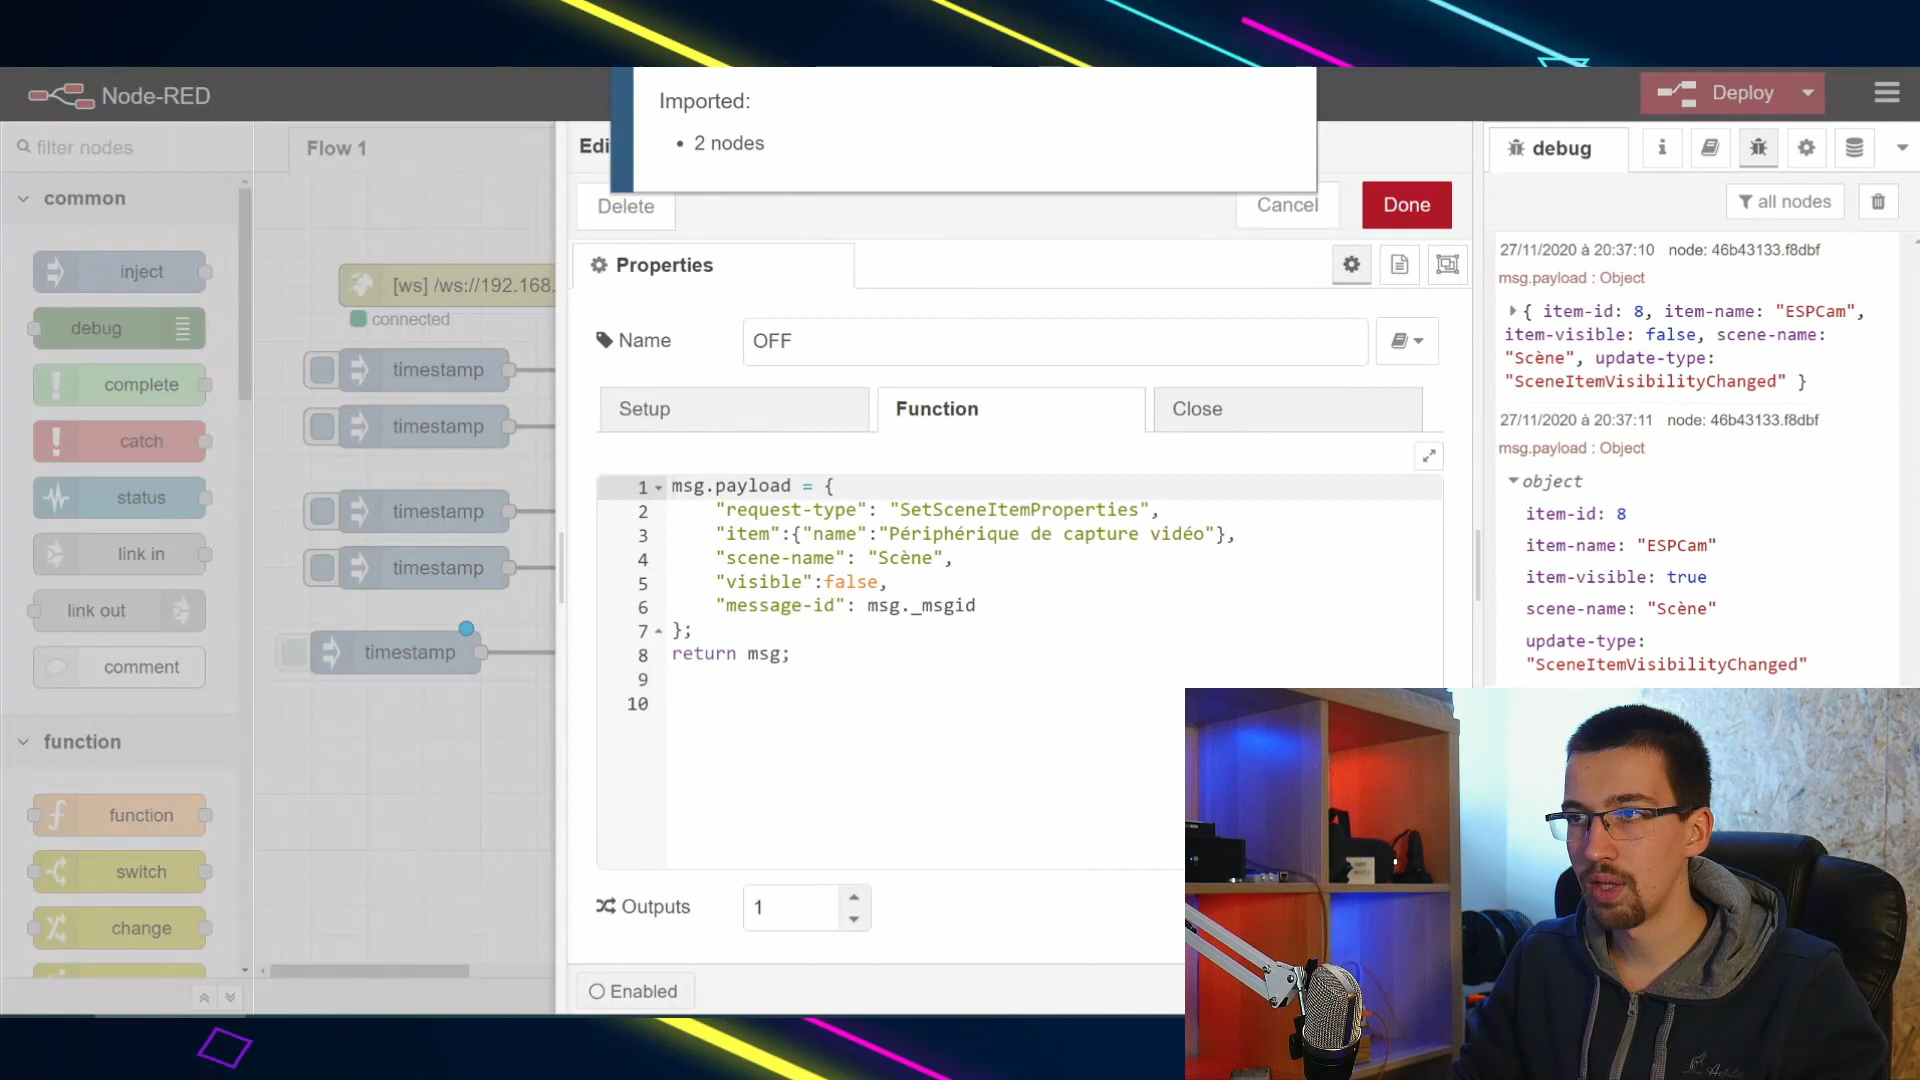 Node-RED
Imported:
• 2 nodes
Deploy
filter nodes
Flow 1
Edi
debug
i
common
Delete
Cancel
Done
all nodes
inject
debug
complete
catch
status
link in
link out
comment
function
function
switch
change
[ws] /ws://192.168.
connected
timestamp
timestamp
timestamp
timestamp
timestamp
Properties
Name
OFF
Setup
Function
Close
1 msg.payload = {
2 "request-type": "SetSceneItemProperties",
3 "item":{"name":"Périphérique de capture vidéo"},
4 "scene-name": "Scène",
5 "visible":false,
6 "message-id": msg._msgid
7 };
8 return msg;
9
10
Outputs
1
Enabled
27/11/2020 à 20:37:10 node: 46b43133.f8dbf
msg.payload : Object
{ item-id: 8, item-name: "ESPCam",
item-visible: false, scene-name:
"Scène", update-type:
"SceneItemVisibilityChanged" }
27/11/2020 à 20:37:11 node: 46b43133.f8dbf
msg.payload : Object
object
item-id: 8
item-name: "ESPCam"
item-visible: true
scene-name: "Scène"
update-type:
"SceneItemVisibilityChanged"